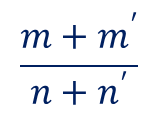 m + m′
n + n′